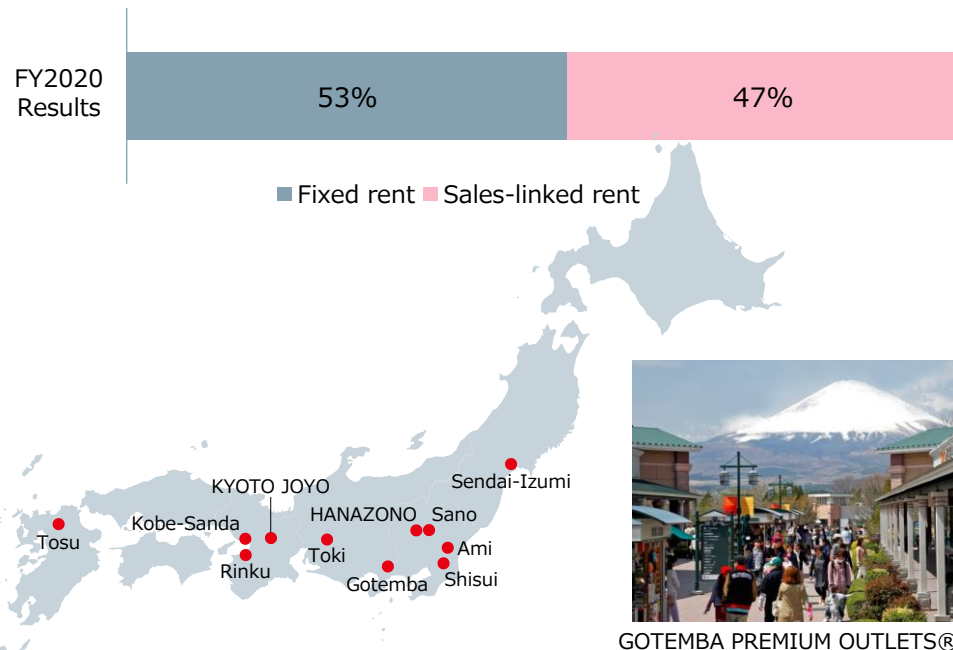 FY2020
Results
53%
47%
Fixed rent
Sales-linked rent
Sendai-Izumi
KYOTO JOYO
Kobe-Sanda
HANAZONO
Sano
Tosu
Rinku
Toki
Ami
Gotemba
Shisui
GOTEMBA PREMIUM OUTLETS®